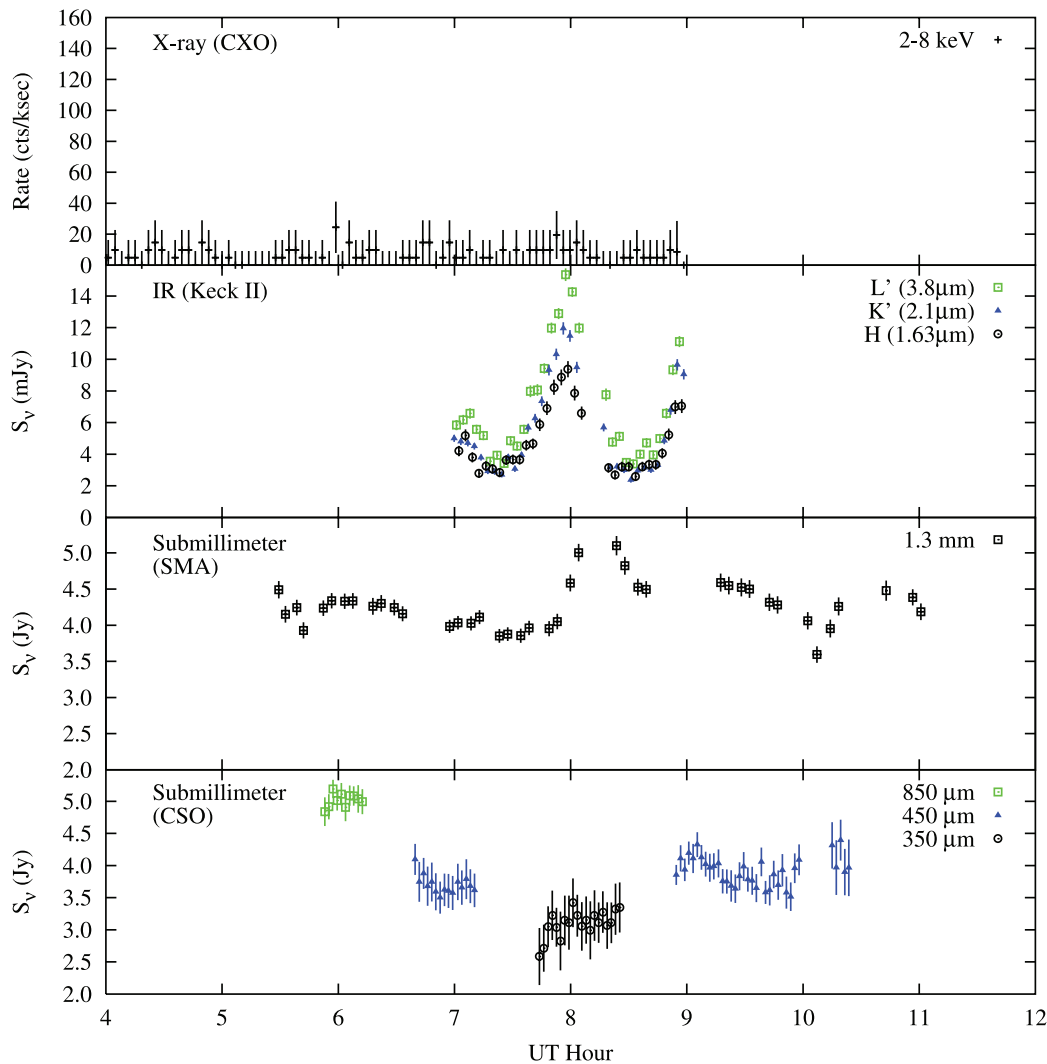 160
140
120
100
80
60
40
20
0
Rate (cts/ksec)
X-ray (CXO)
2-8 keV
14
12
10
8
6
4
2
0
Sν (mJy)
IR (Keck II)
L' (3.8μm)
K' (2.1μm)
H (1.63μm)
5.0
4.5
4.0
3.5
3.0
2.5
2.0
Sν (Jy)
Submillimeter
(SMA)
1.3 mm
5.0
4.5
4.0
3.5
3.0
2.5
2.0
Sν (Jy)
Submillimeter
(CSO)
850 μm
450 μm
350 μm
4 5 6 7 8 9 10 11 12
UT Hour